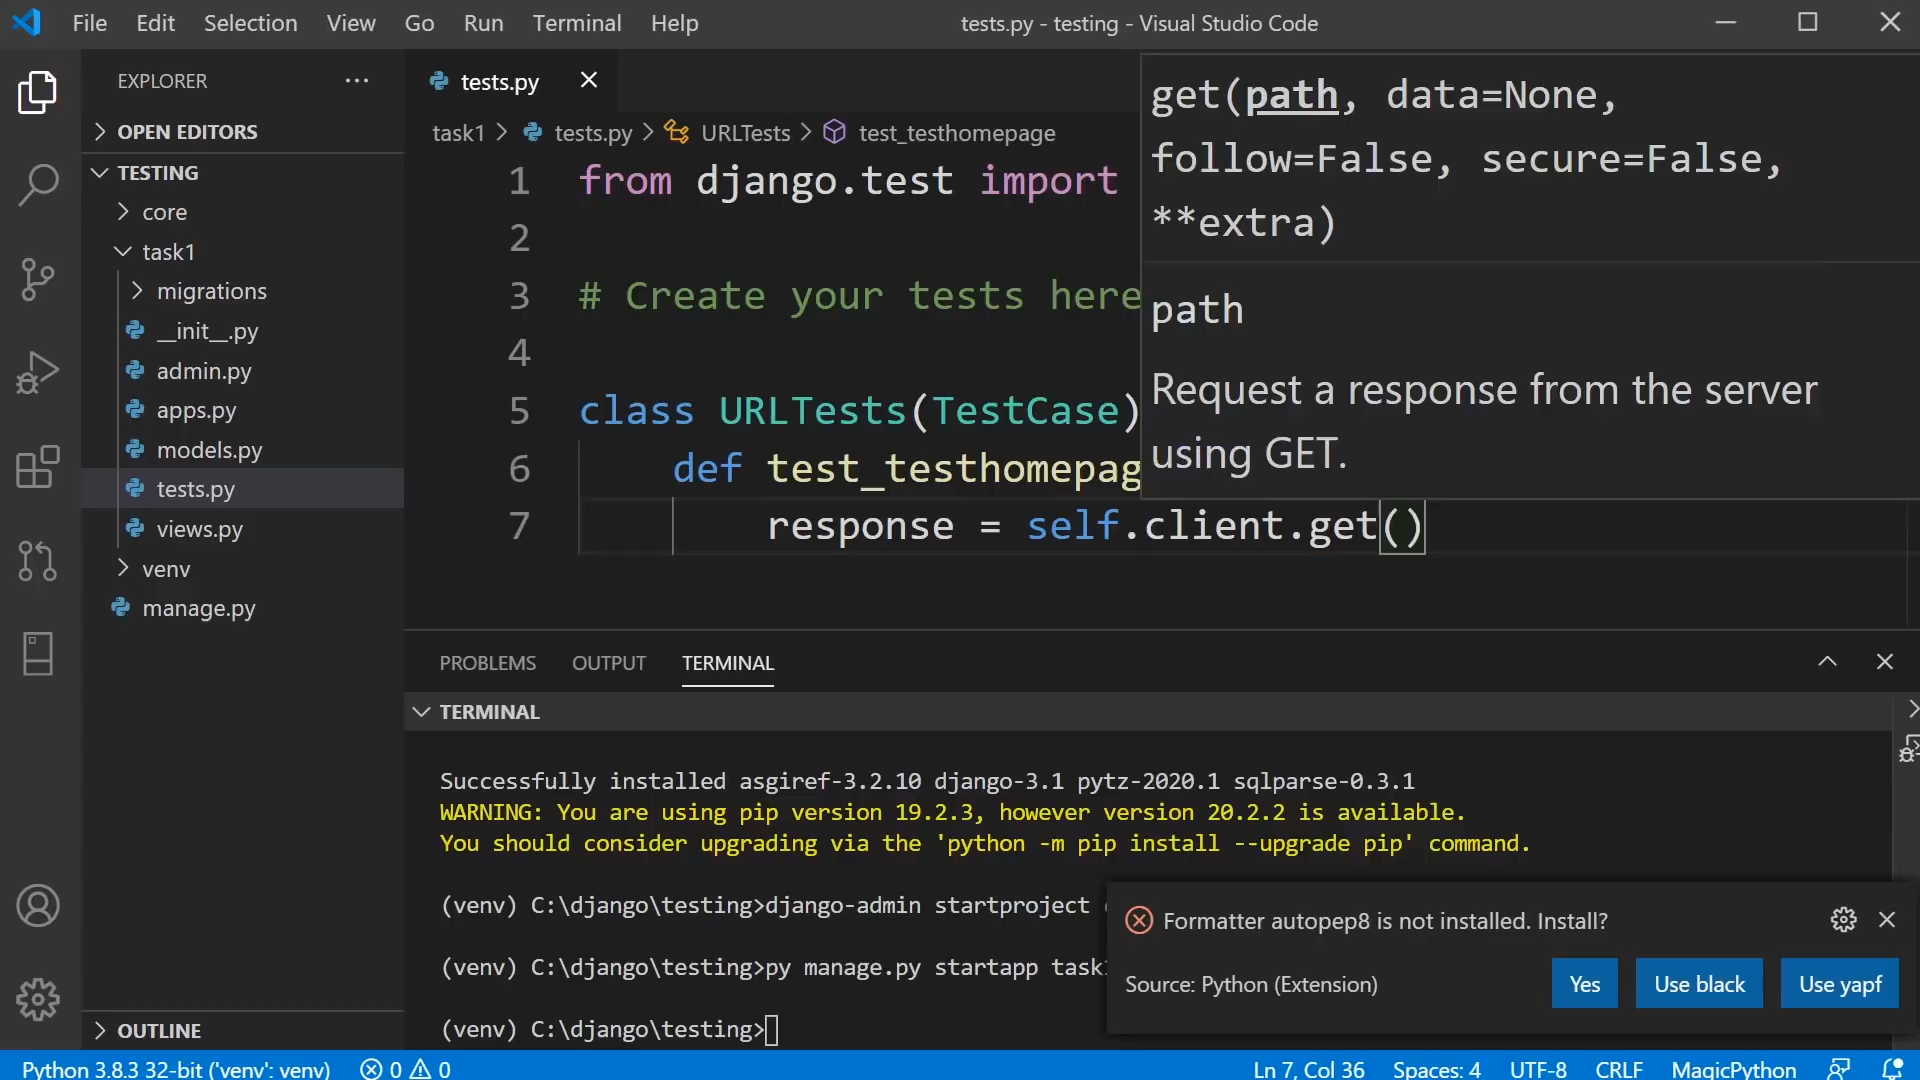 File Edit Selection View Go Run Terminal Help
tests.py - testing - Visual Studio Code
EXPLORER
OPEN EDITORS
TESTING
core
task1
migrations
__init__.py
admin.py
apps.py
models.py
tests.py
views.py
venv
manage.py
OUTLINE
tests.py
task1 > tests.py > URLTests > test_testhomepage
1 from django.test import
2
3 # Create your tests here
4
5 class URLTests(TestCase)
6 def test_testhomepag
7 response = self.client.get()
get(path, data=None,
follow=False, secure=False,
**extra)
path
Request a response from the server
using GET.
PROBLEMS OUTPUT TERMINAL
TERMINAL
Successfully installed asgiref-3.2.10 django-3.1 pytz-2020.1 sqlparse-0.3.1
WARNING: You are using pip version 19.2.3, however version 20.2.2 is available.
You should consider upgrading via the 'python -m pip install --upgrade pip' command.
(venv) C:\django\testing>django-admin startproject
(venv) C:\django\testing>py manage.py startapp task1
(venv) C:\django\testing>
Formatter autopep8 is not installed. Install?
Source: Python (Extension)
Yes Use black Use yapf
Python 3.8.3 32-bit ('venv': venv) 0 0
Ln 7, Col 36 Spaces: 4 UTF-8 CRLF MagicPython